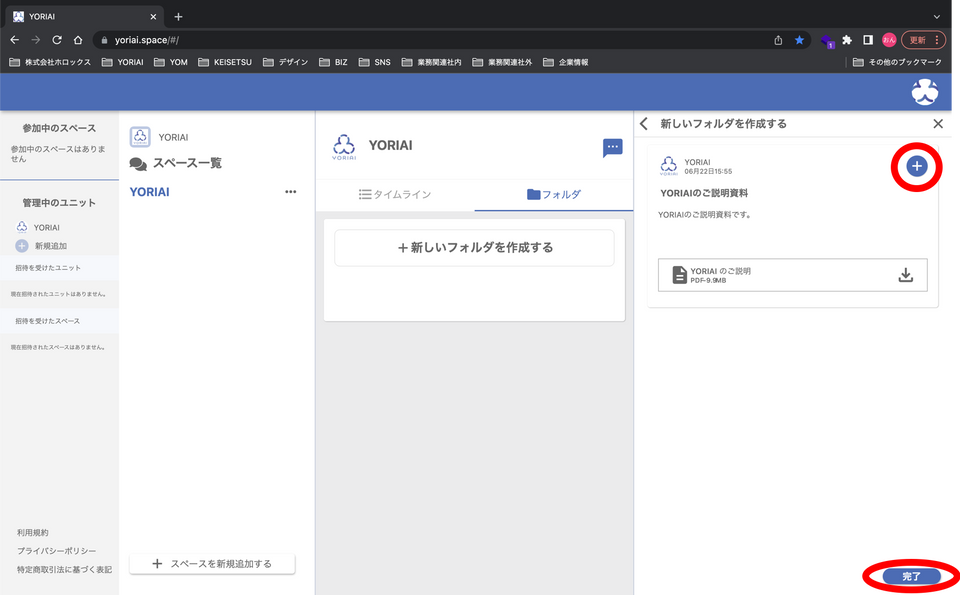 YORIAI
yoriai.space/#/
1
おん
更新
株式会社ホロックス
YORIAI
YOM
KEISETSU
デザイン
BIZ
SNS
業務関連社内
業務関連社外
企業情報
その他のブックマーク
参加中のスペース
参加中のスペースはありま
せん
管理中のユニット
YORIAI
新規追加
招待を受けたユニット
現在招待されたユニットはありません。
招待を受けたスペース
現在招待されたスペースはありません。
利用規約
プライバシーポリシー
特定商取引法に基づく表記
YORIAI
スペース一覧
YORIAI
スペースを新規追加する
YORIAI
YORIAI
タイムライン
フォルダ
+新しいフォルダを作成する
新しいフォルダを作成する
YORIAI
YORIAI
06月22日15:55
YORIAIのご説明資料
YORIAIのご説明資料です。
YORIAI のご説明
PDF-9.9MB
完了